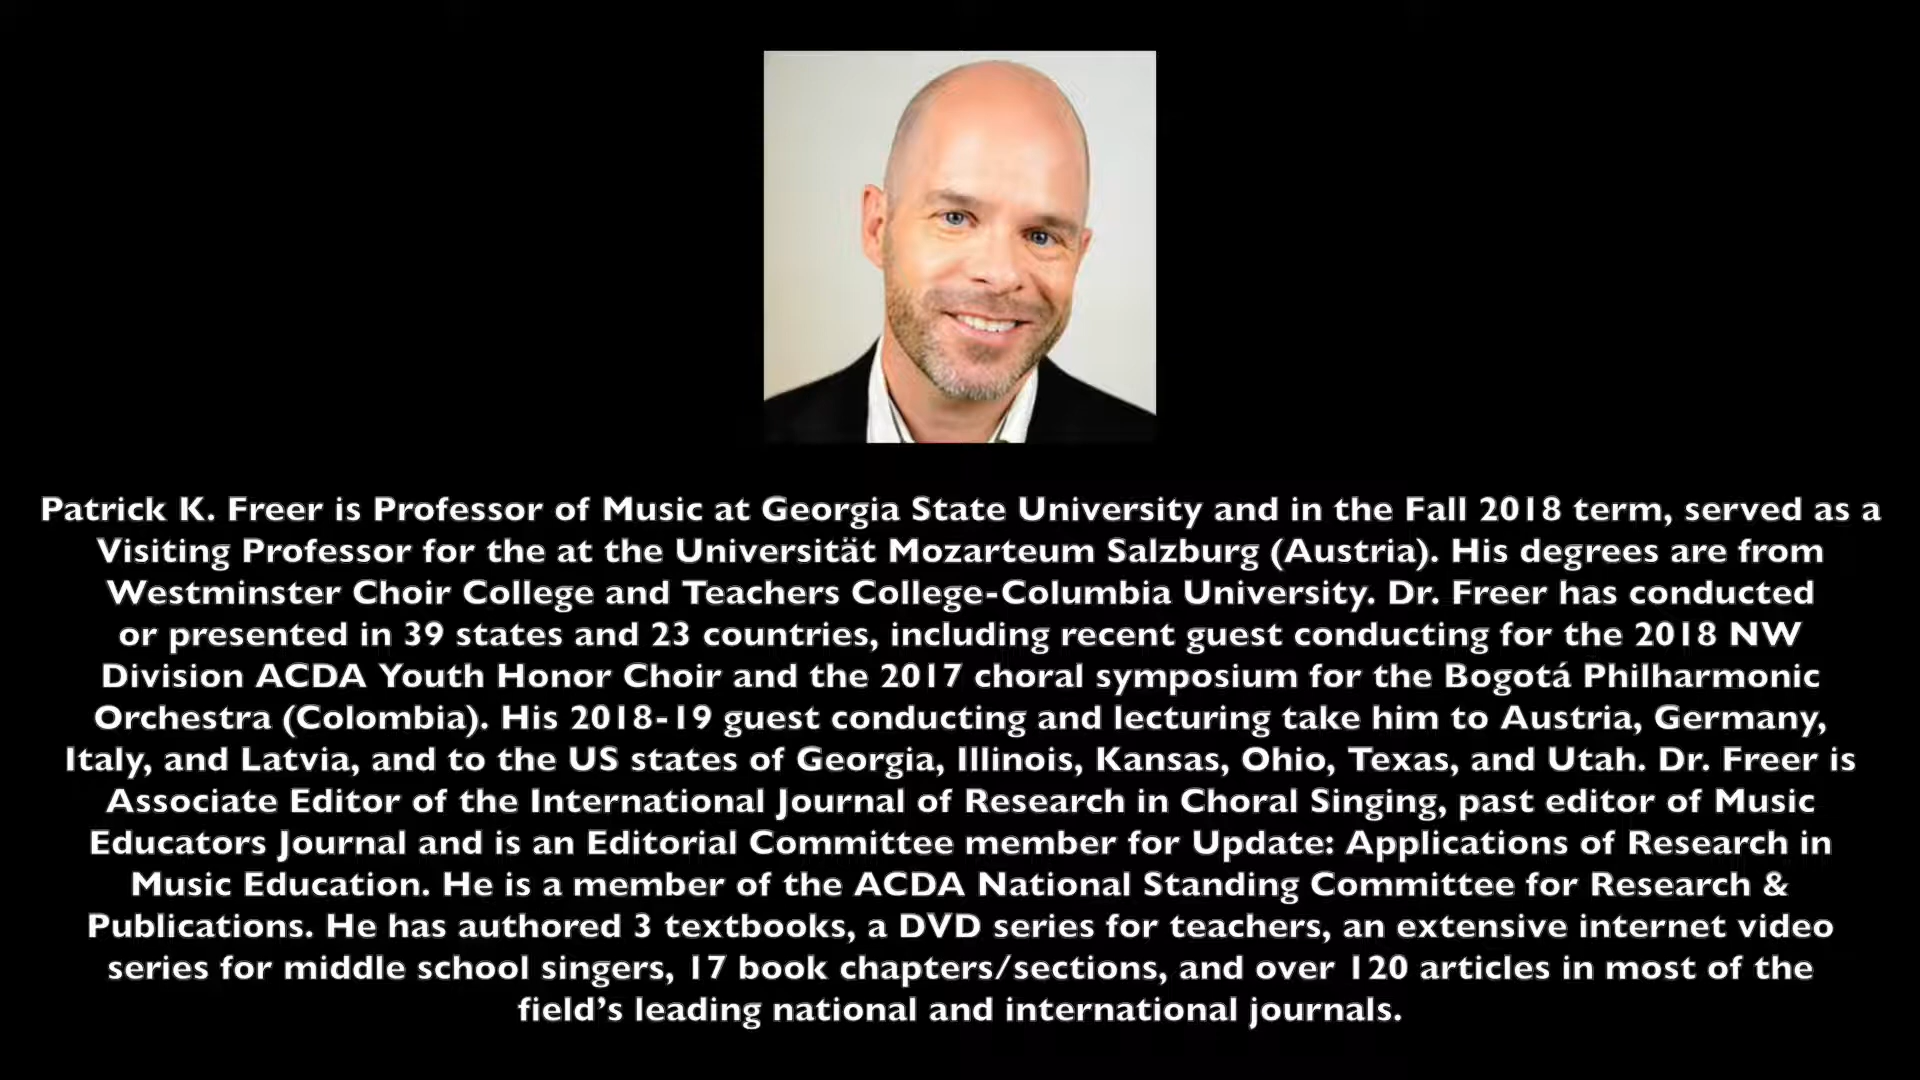 Patrick K. Freer is Professor of Music at Georgia State University and in the Fall 2018 term, served as a
Visiting Professor for the at the Universität Mozarteum Salzburg (Austria). His degrees are from
Westminster Choir College and Teachers College-Columbia University. Dr. Freer has conducted
or presented in 39 states and 23 countries, including recent guest conducting for the 2018 NW
Division ACDA Youth Honor Choir and the 2017 choral symposium for the Bogotá Philharmonic
Orchestra (Colombia). His 2018-19 guest conducting and lecturing take him to Austria, Germany,
Italy, and Latvia, and to the US states of Georgia, Illinois, Kansas, Ohio, Texas, and Utah. Dr. Freer is
Associate Editor of the International Journal of Research in Choral Singing, past editor of Music
Educators Journal and is an Editorial Committee member for Update: Applications of Research in
Music Education. He is a member of the ACDA National Standing Committee for Research &
Publications. He has authored 3 textbooks, a DVD series for teachers, an extensive internet video
series for middle school singers, 17 book chapters/sections, and over 120 articles in most of the
field’s leading national and international journals.